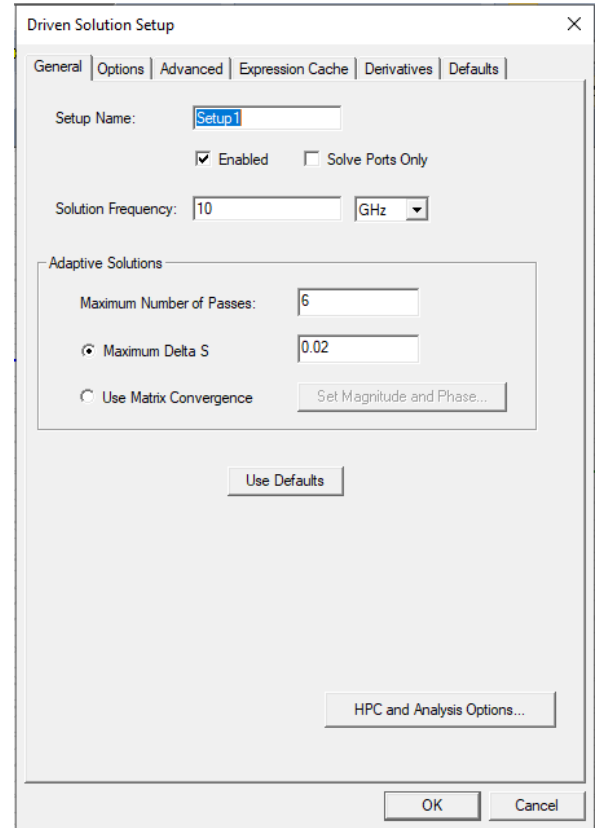 Driven Solution Setup
General Options Advanced Expression Cache Derivatives Defaults
Setup Name: Setup1
Enabled Solve Ports Only
Solution Frequency: 10 GHz
Adaptive Solutions
Maximum Number of Passes: 6
Maximum Delta S 0.02
Use Matrix Convergence Set Magnitude and Phase...
Use Defaults
HPC and Analysis Options...
OK Cancel